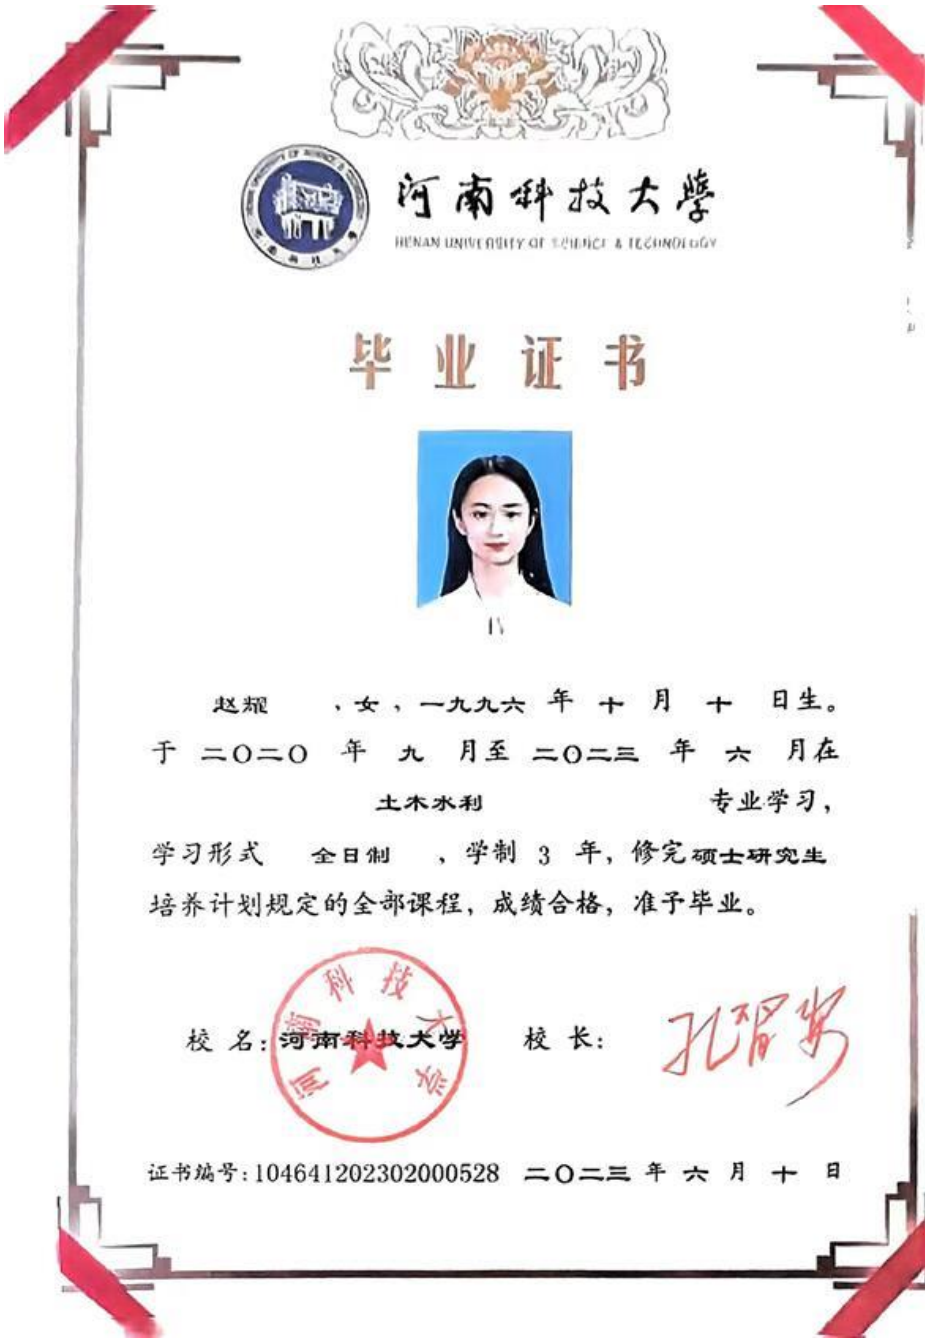 河南科技大學
HENAN UNIVERSITY OF SCIENCE & TECHNOLOGY
毕业证书
赵耀 、女，一九九六 年 十 月 十 日生。
于 二〇二〇 年 九 月至 二〇二三 年 六 月在
土木水利 专业学习，
学习形式 全日制 ，学制 3 年，修完硕士研究生
培养计划规定的全部课程，成绩合格，准予毕业。
河南科技大学
校 名：河南科技大学 校 长：
证书编号：104641202302000528 二〇二三 年 六 月 十 日